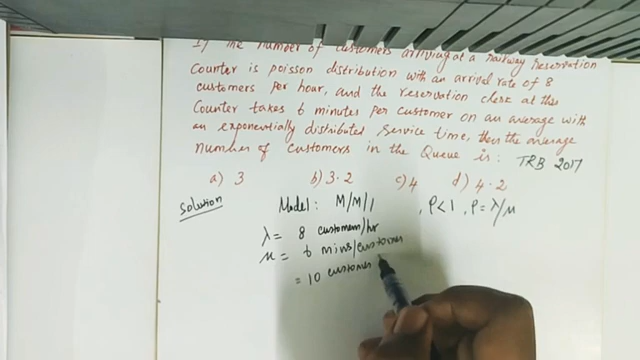 If the number of customers arriving at a Railway Reservation
Counter is poisson distribution with an arrival rate of 8
customers per hour, and the reservation clerk at this
Counter takes 6 minutes per customer on an average with
an exponentially distributed service time, then the average
number of customers in the Queue is: TRB 2017
a) 3 b) 3.2 c) 4 d) 4.2
Solution Model: M/M/1 , ρ<1, ρ=λ/μ
λ = 8 customers/hr
μ = 6 mins/customer
= 10 customer